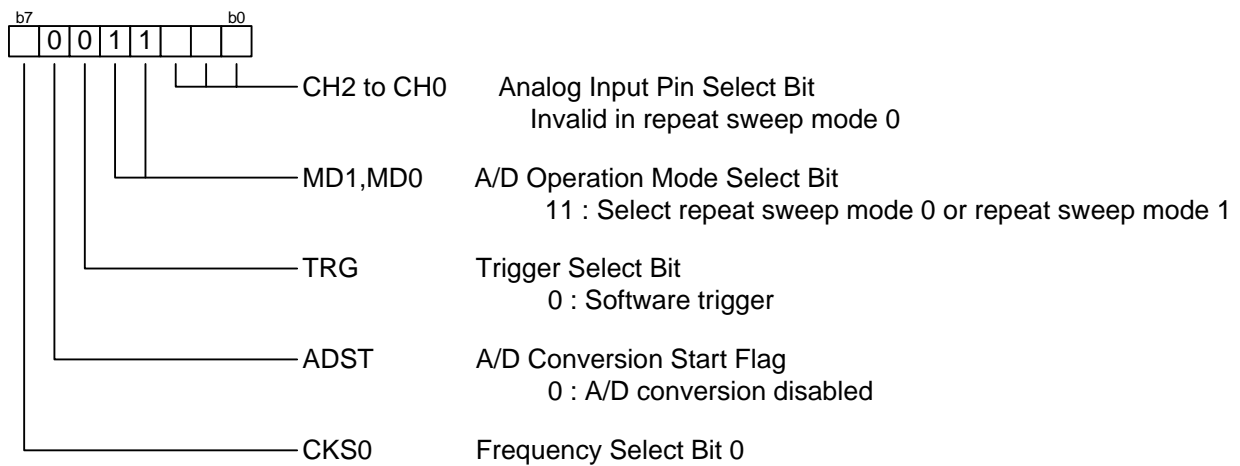 b7 b0
0 0 1 1
CH2 to CH0 Analog Input Pin Select Bit
Invalid in repeat sweep mode 0
MD1,MD0 A/D Operation Mode Select Bit
11 : Select repeat sweep mode 0 or repeat sweep mode 1
TRG Trigger Select Bit
0 : Software trigger
ADST A/D Conversion Start Flag
0 : A/D conversion disabled
CKS0 Frequency Select Bit 0